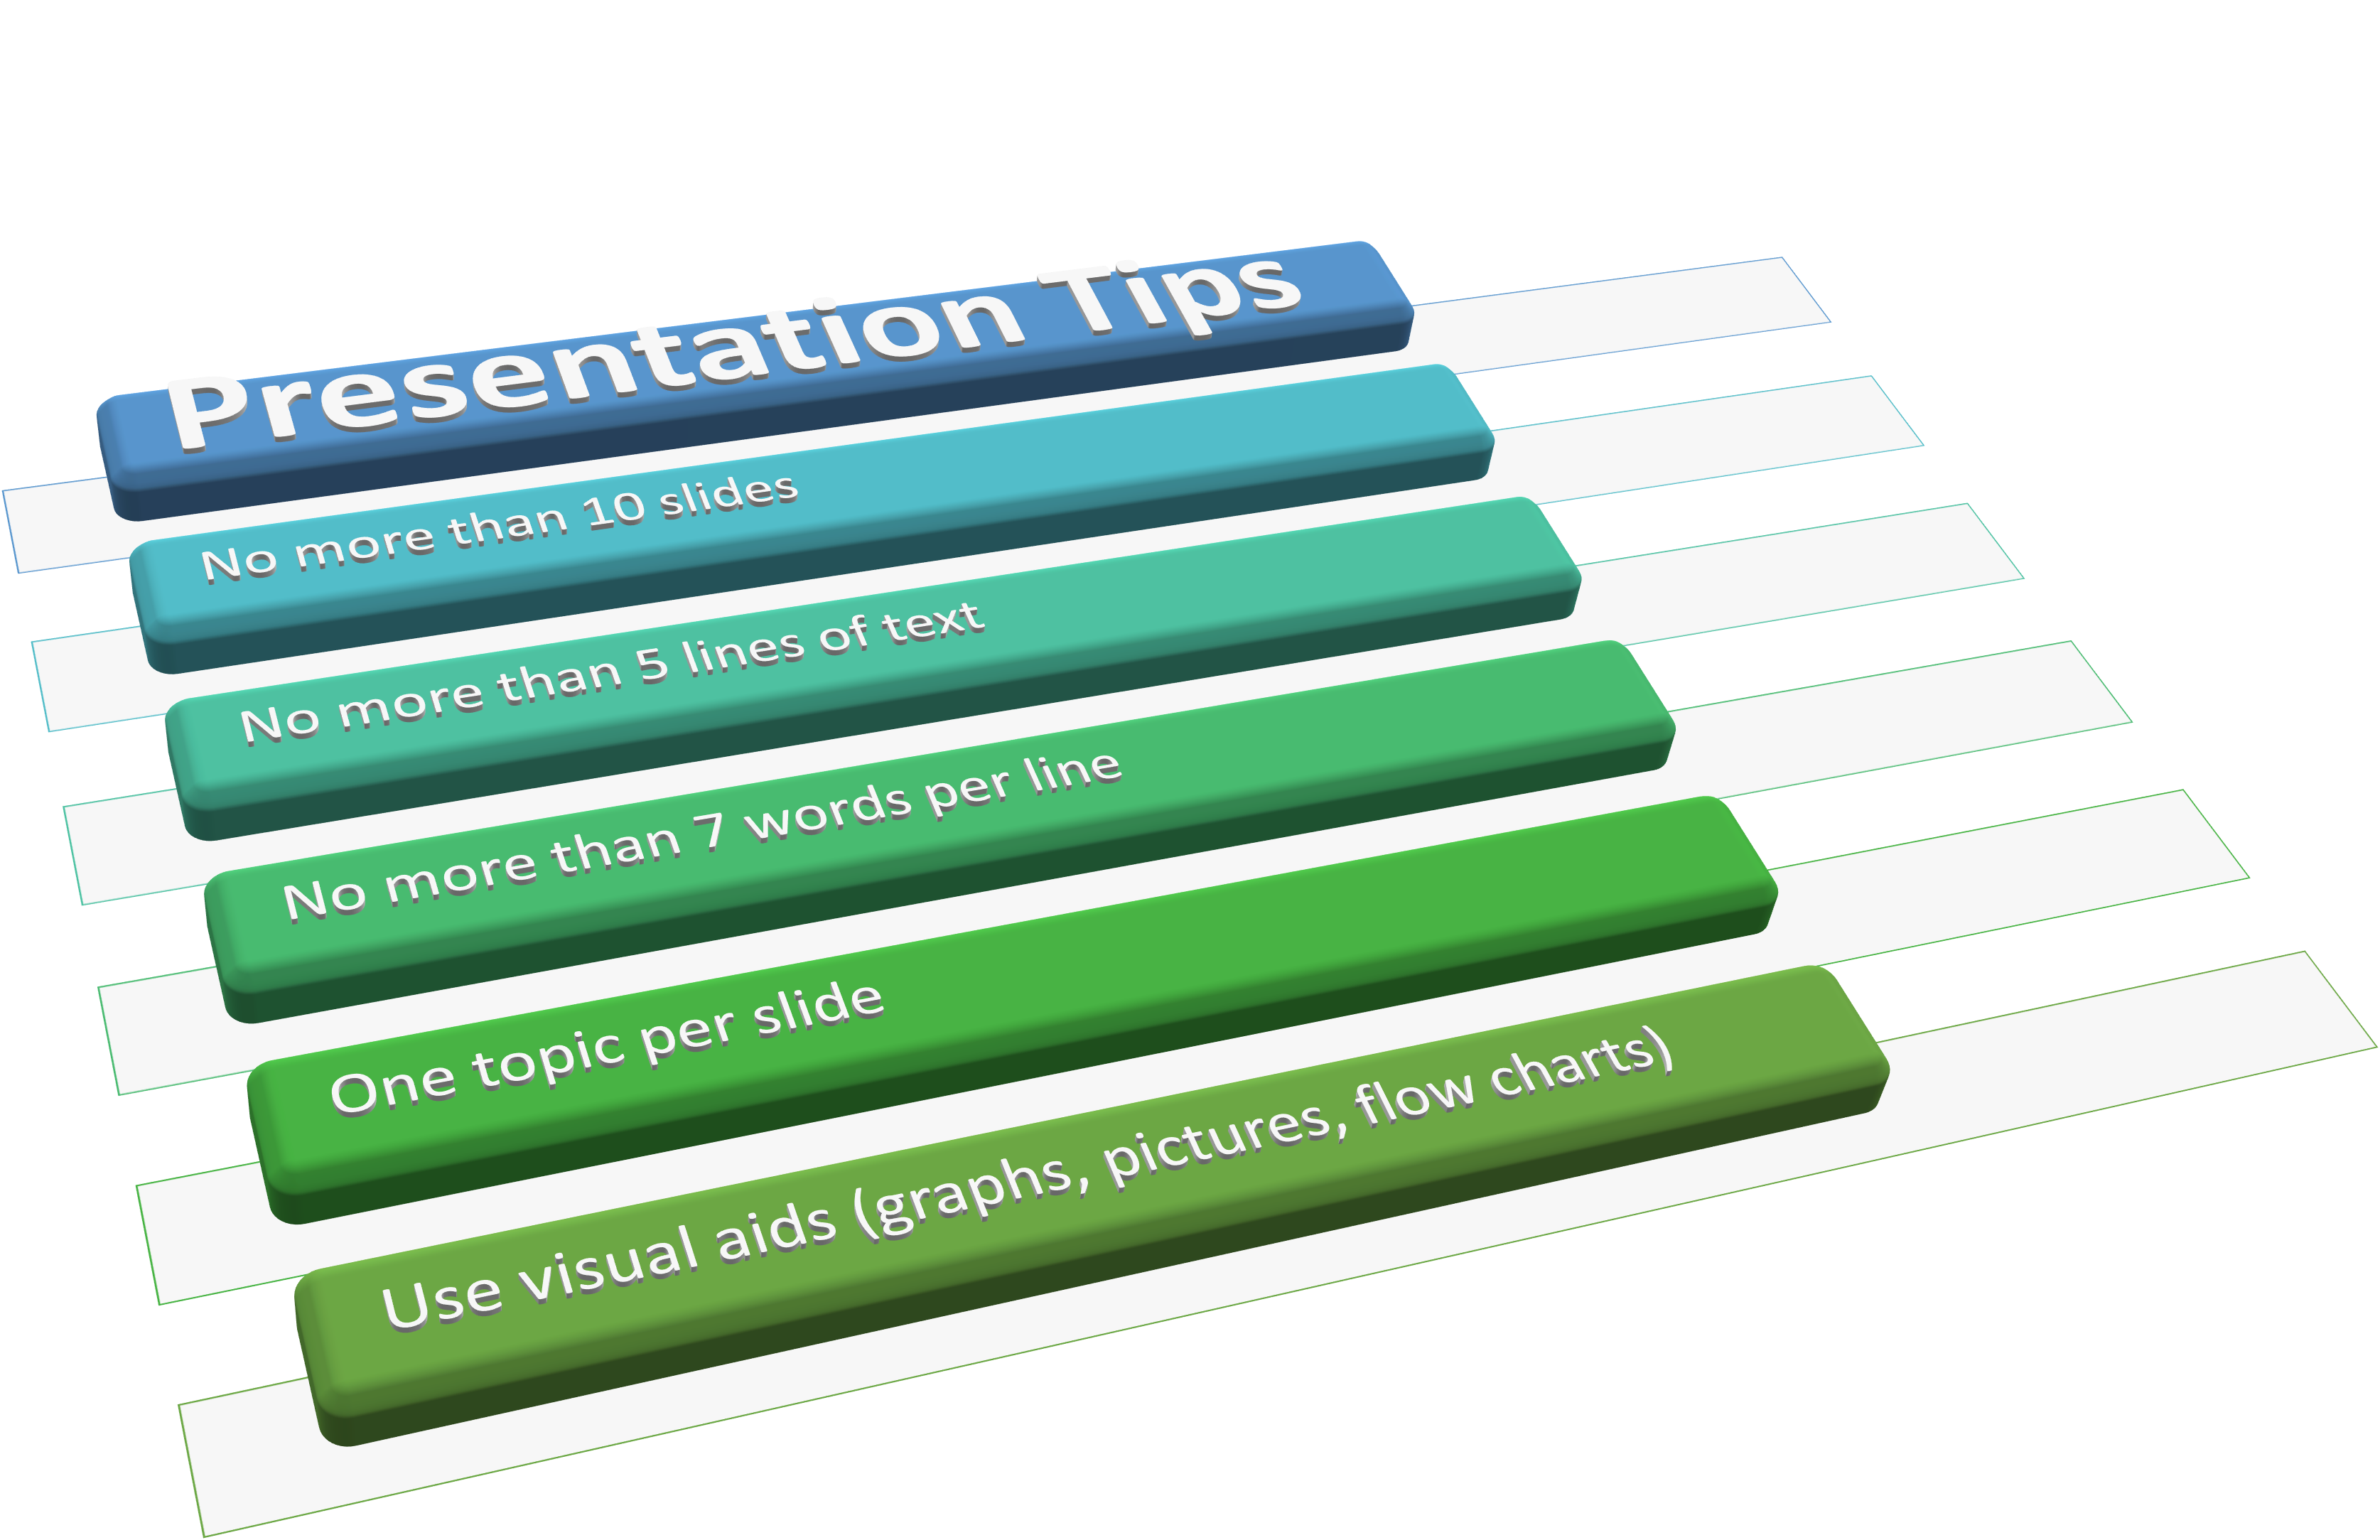 Presentation Tips
No more than 10 slides
No more than 5 lines of text
No more than 7 words per line
One topic per slide
Use visual aids (graphs, pictures, flow charts)